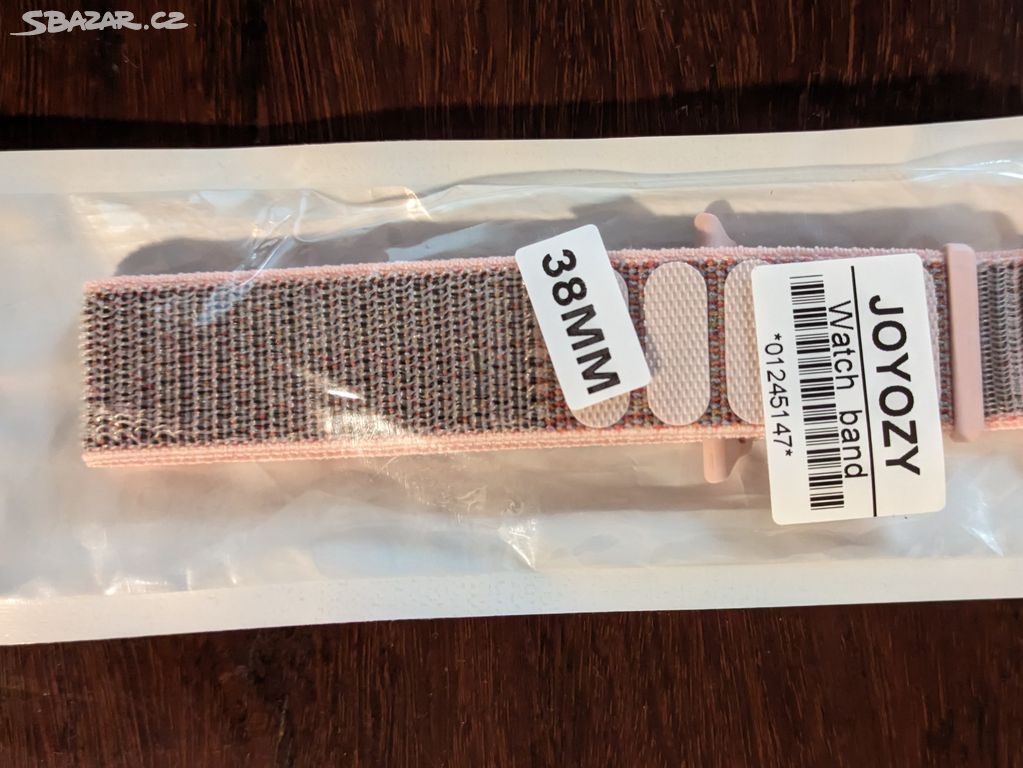 SBAZAR.CZ
38MM
JOYOZY
Watch band
*01245147*